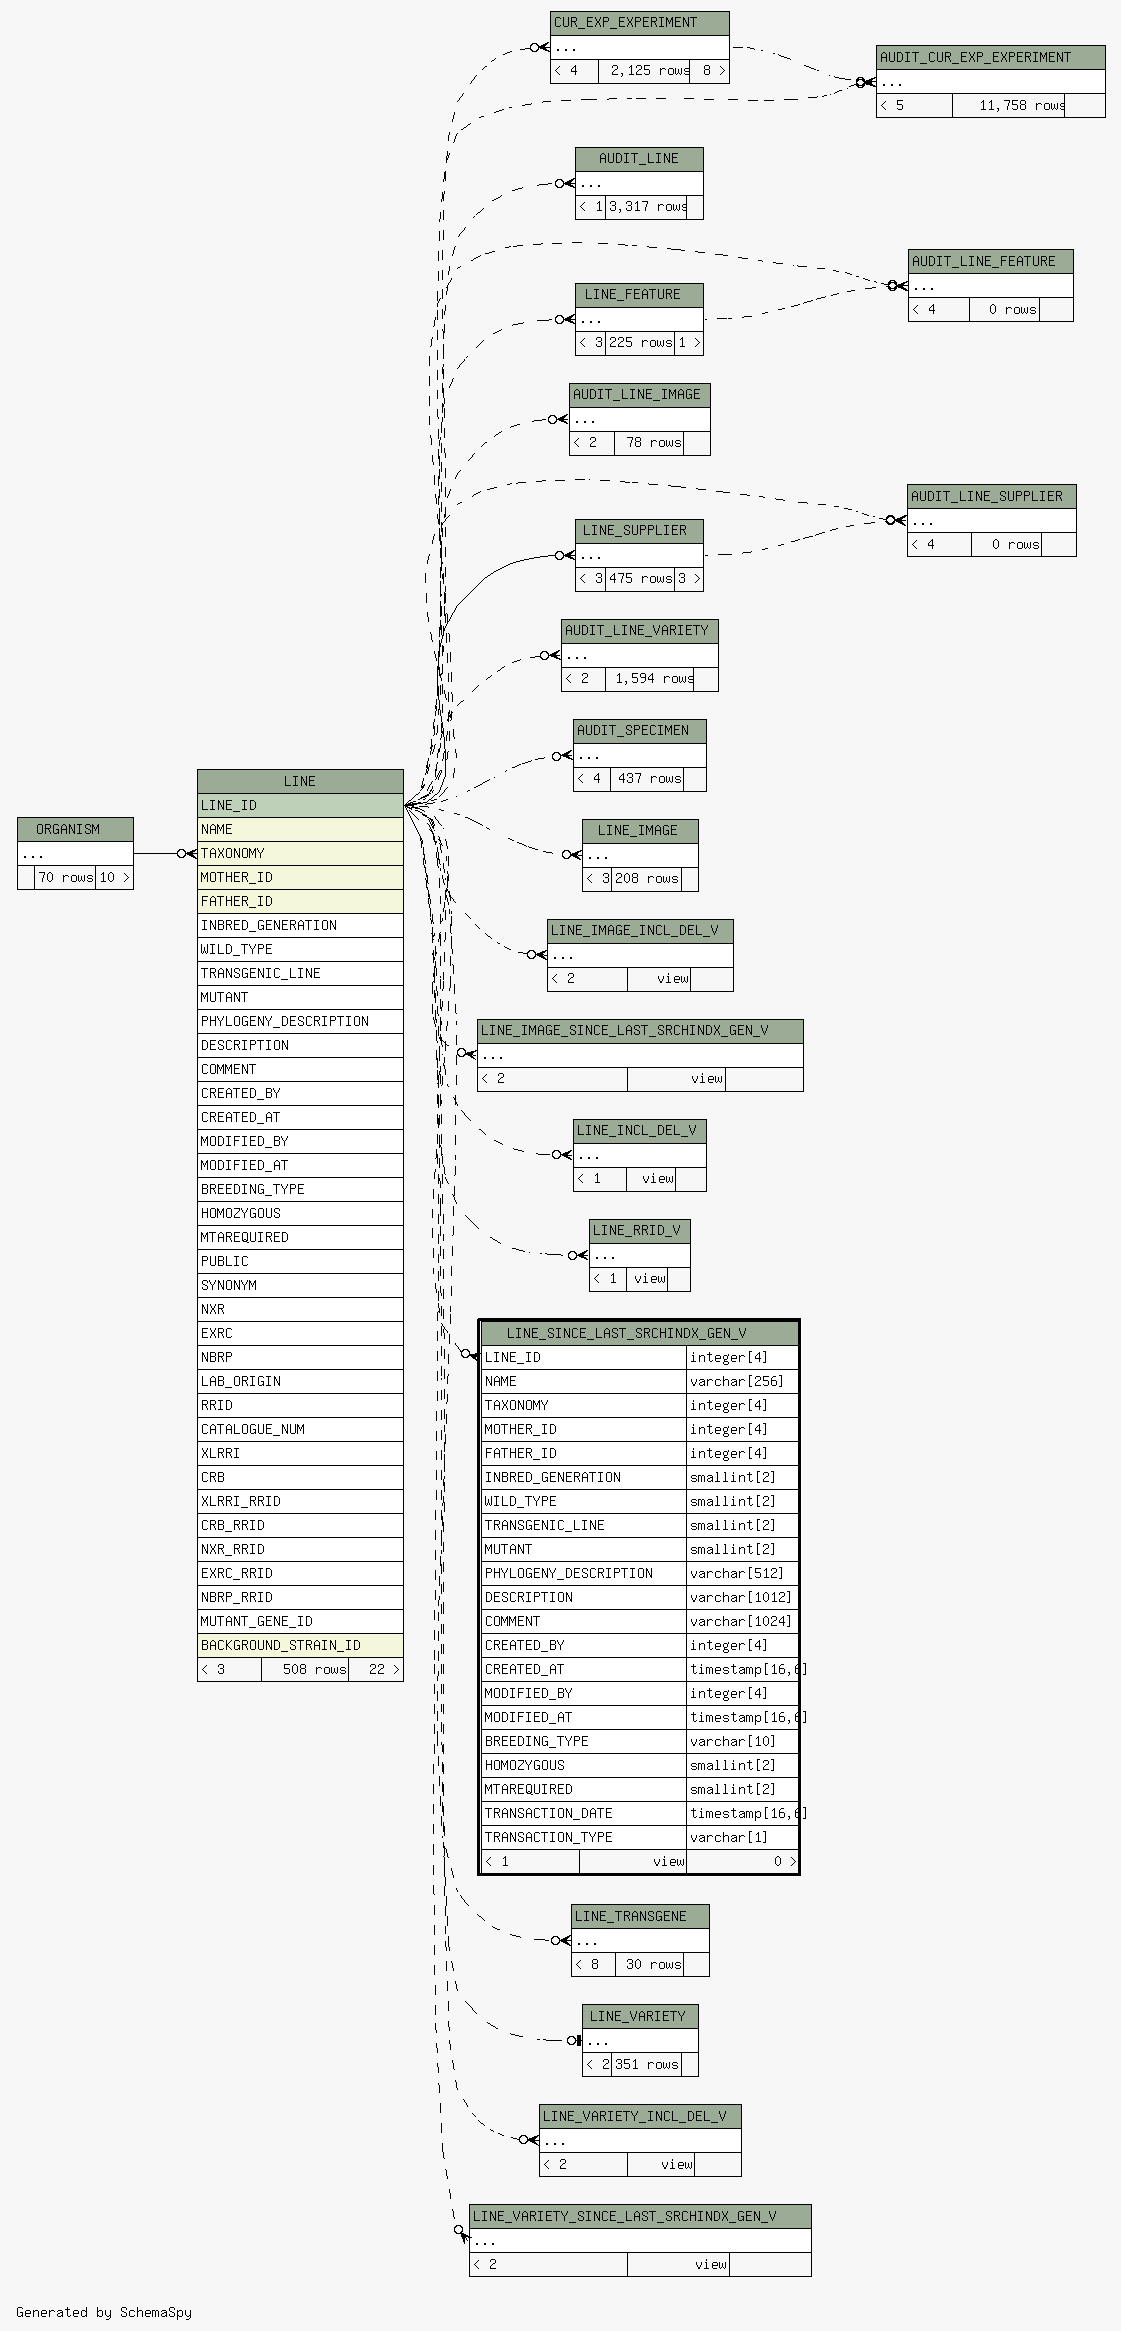 CUR_EXP_EXPERIMENT
...
< 4 2,125 rows 8 >
AUDIT_CUR_EXP_EXPERIMENT
...
< 5 11,758 rows
AUDIT_LINE
...
< 1 3,317 rows
AUDIT_LINE_FEATURE
...
< 4 0 rows
LINE_FEATURE
...
< 3 225 rows 1 >
AUDIT_LINE_IMAGE
...
< 2 78 rows
AUDIT_LINE_SUPPLIER
...
< 4 0 rows
LINE_SUPPLIER
...
< 3 475 rows 3 >
AUDIT_LINE_VARIETY
...
< 2 1,594 rows
AUDIT_SPECIMEN
...
< 4 437 rows
ORGANISM
...
70 rows 10 >
LINE
LINE_ID
NAME
TAXONOMY
MOTHER_ID
FATHER_ID
INBRED_GENERATION
WILD_TYPE
TRANSGENIC_LINE
MUTANT
PHYLOGENY_DESCRIPTION
DESCRIPTION
COMMENT
CREATED_BY
CREATED_AT
MODIFIED_BY
MODIFIED_AT
BREEDING_TYPE
HOMOZYGOUS
MTAREQUIRED
PUBLIC
SYNONYM
NXR
EXRC
NBRP
LAB_ORIGIN
RRID
CATALOGUE_NUM
XLRRI
CRB
XLRRI_RRID
CRB_RRID
NXR_RRID
EXRC_RRID
NBRP_RRID
MUTANT_GENE_ID
BACKGROUND_STRAIN_ID
< 3 508 rows 22 >
LINE_IMAGE
...
< 3 208 rows
LINE_IMAGE_INCL_DEL_V
...
< 2 view
LINE_IMAGE_SINCE_LAST_SRCHINDX_GEN_V
...
< 2 view
LINE_INCL_DEL_V
...
< 1 view
LINE_RRID_V
...
< 1 view
LINE_SINCE_LAST_SRCHINDX_GEN_V
LINE_ID integer[4]
NAME varchar[256]
TAXONOMY integer[4]
MOTHER_ID integer[4]
FATHER_ID integer[4]
INBRED_GENERATION smallint[2]
WILD_TYPE smallint[2]
TRANSGENIC_LINE smallint[2]
MUTANT smallint[2]
PHYLOGENY_DESCRIPTION varchar[512]
DESCRIPTION varchar[1012]
COMMENT varchar[1024]
CREATED_BY integer[4]
CREATED_AT timestamp[16,6]
MODIFIED_BY integer[4]
MODIFIED_AT timestamp[16,6]
BREEDING_TYPE varchar[10]
HOMOZYGOUS smallint[2]
MTAREQUIRED smallint[2]
TRANSACTION_DATE timestamp[16,6]
TRANSACTION_TYPE varchar[1]
< 1 view 0 >
LINE_TRANSGENE
...
< 8 30 rows
LINE_VARIETY
...
< 2 351 rows
LINE_VARIETY_INCL_DEL_V
...
< 2 view
LINE_VARIETY_SINCE_LAST_SRCHINDX_GEN_V
...
< 2 view
Generated by SchemaSpy